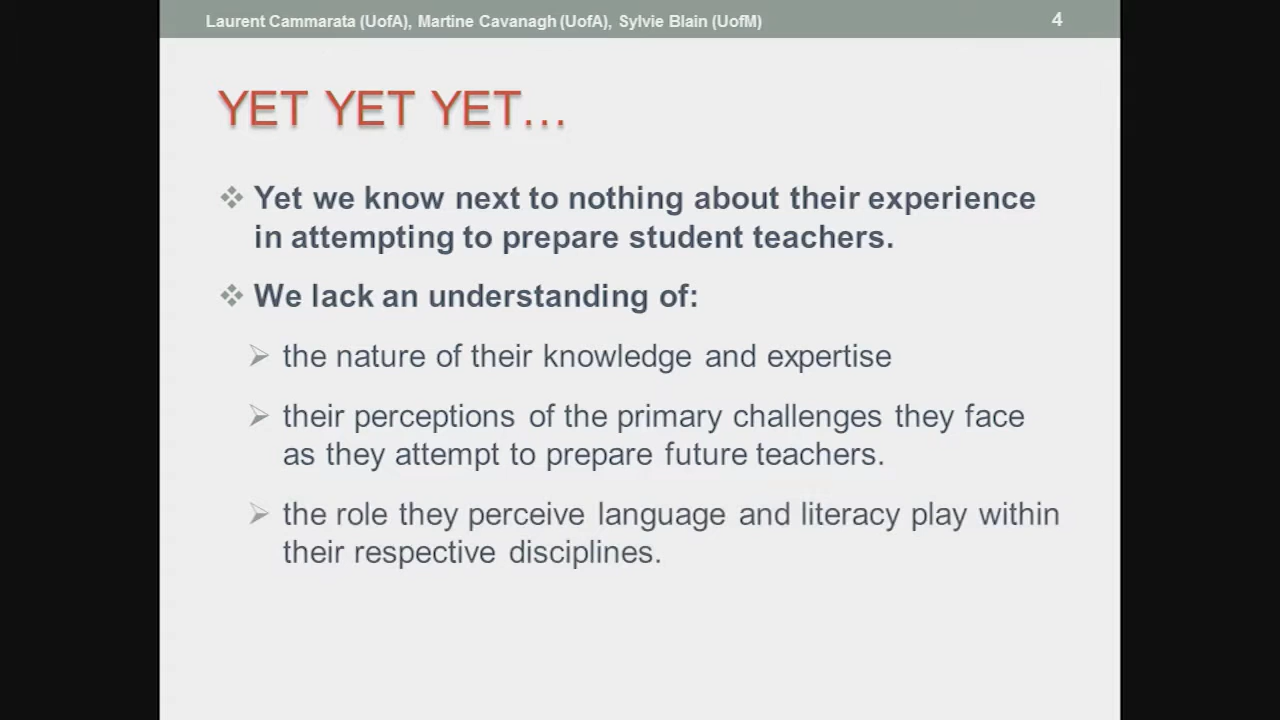 Laurent Cammarata (UofA), Martine Cavanagh (UofA), Sylvie Blain (UofM) 4
YET YET YET…
Yet we know next to nothing about their experience
in attempting to prepare student teachers.
We lack an understanding of:
the nature of their knowledge and expertise
their perceptions of the primary challenges they face
as they attempt to prepare future teachers.
the role they perceive language and literacy play within
their respective disciplines.